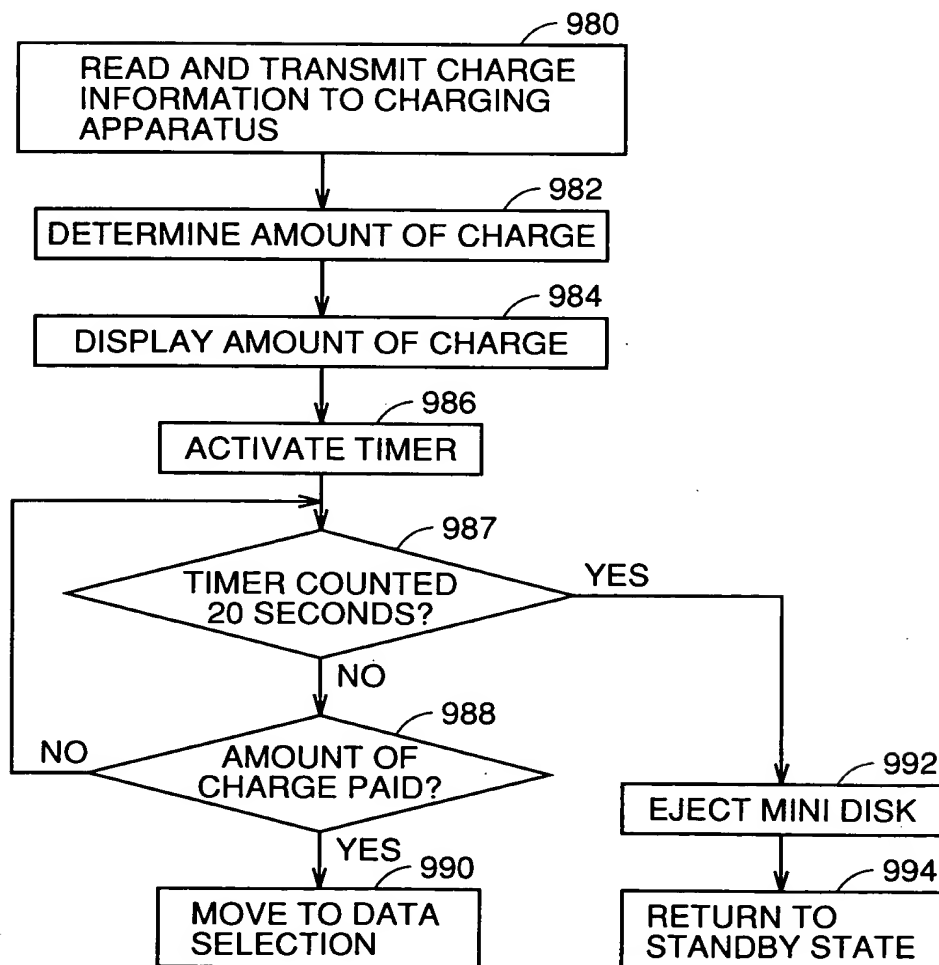 980
READ AND TRANSMIT CHARGE
INFORMATION TO CHARGING
APPARATUS
982
DETERMINE AMOUNT OF CHARGE
984
DISPLAY AMOUNT OF CHARGE
986
ACTIVATE TIMER
987
TIMER COUNTED
20 SECONDS?
YES
NO
988
AMOUNT OF
CHARGE PAID?
NO
YES
990
MOVE TO DATA
SELECTION
992
EJECT MINI DISK
994
RETURN TO
STANDBY STATE